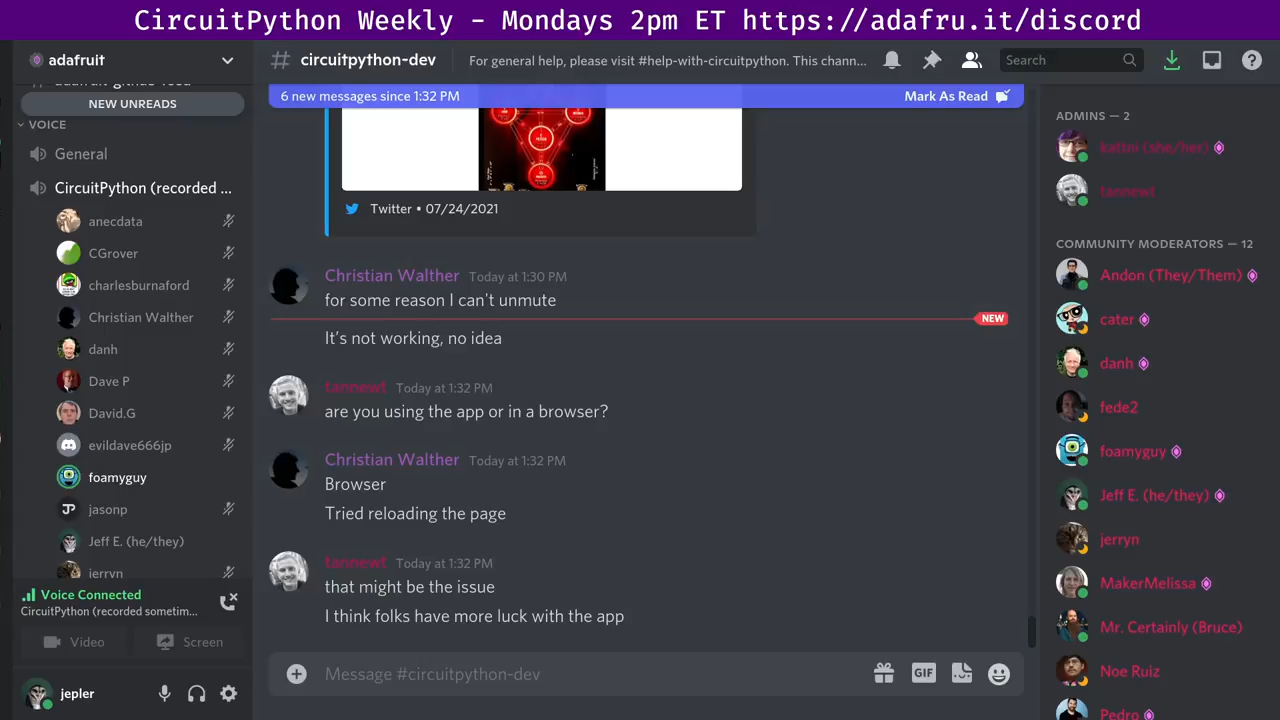 CircuitPython Weekly - Mondays 2pm ET https://adafru.it/discord
adafruit
NEW UNREADS
VOICE
General
CircuitPython (recorded ...
anecdata
CGrover
charlesburnaford
Christian Walther
danh
Dave P
David.G
evildave666jp
foamyguy
jasonp
Jeff E. (he/they)
jerryn
Voice Connected
CircuitPython (recorded sometim...
Video
Screen
jepler
# circuitpython-dev
For general help, please visit #help-with-circuitpython. This chann...
Search
6 new messages since 1:32 PM
Mark As Read
Twitter • 07/24/2021
Christian Walther Today at 1:30 PM
for some reason I can't unmute
NEW
It's not working, no idea
tannewt Today at 1:32 PM
are you using the app or in a browser?
Christian Walther Today at 1:32 PM
Browser
Tried reloading the page
tannewt Today at 1:32 PM
that might be the issue
I think folks have more luck with the app
Message #circuitpython-dev
GIF
ADMINS — 2
kattni (she/her)
tannewt
COMMUNITY MODERATORS — 12
Andon (They/Them)
cater
danh
fede2
foamyguy
Jeff E. (he/they)
jerryn
MakerMelissa
Mr. Certainly (Bruce)
Noe Ruiz
Pedro